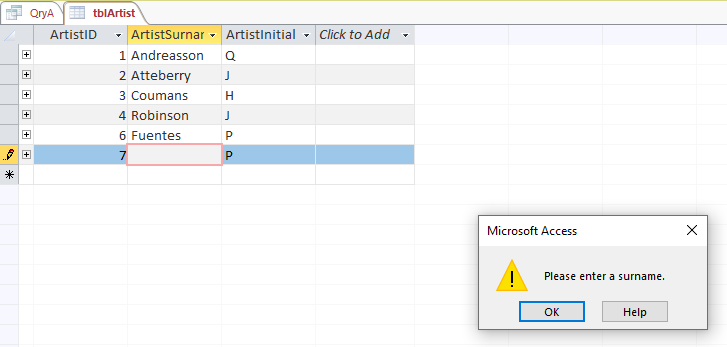 QryA tblArtist
ArtistID ArtistSurnar ArtistInitial Click to Add
1 Andreasson Q
2 Atteberry J
3 Coumans H
4 Robinson J
6 Fuentes P
7 P
Microsoft Access
Please enter a surname.
OK Help